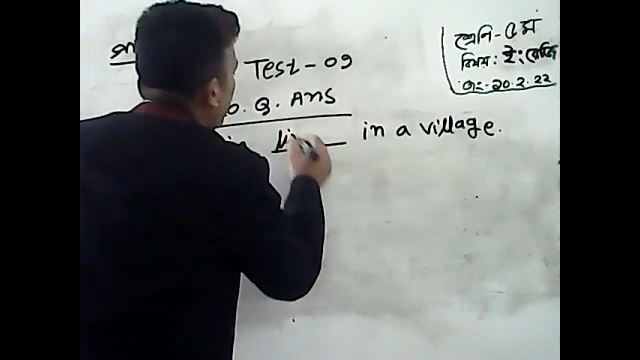 Test - 09
Q. Ans
in a village.
শ্রেণি - ৫ম
বিষয়: ইংরেজি
তাং - ২০.২.২২